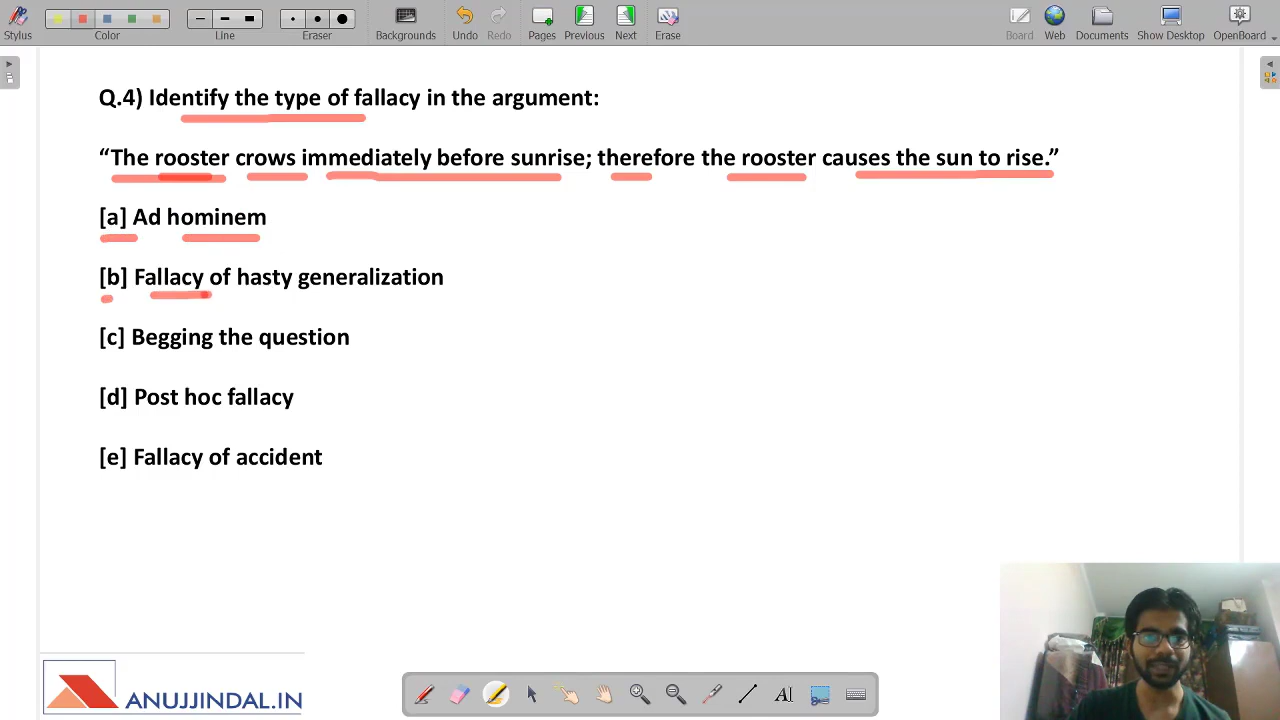 Stylus
Color
Line
Eraser
Backgrounds
Undo
Redo
Pages
Previous
Next
Erase
Board
Web
Documents
Show Desktop
OpenBoard
Q.4) Identify the type of fallacy in the argument:
“The rooster crows immediately before sunrise; therefore the rooster causes the sun to rise.”
[a] Ad hominem
[b] Fallacy of hasty generalization
[c] Begging the question
[d] Post hoc fallacy
[e] Fallacy of accident
ANUJJINDAL.IN
AI